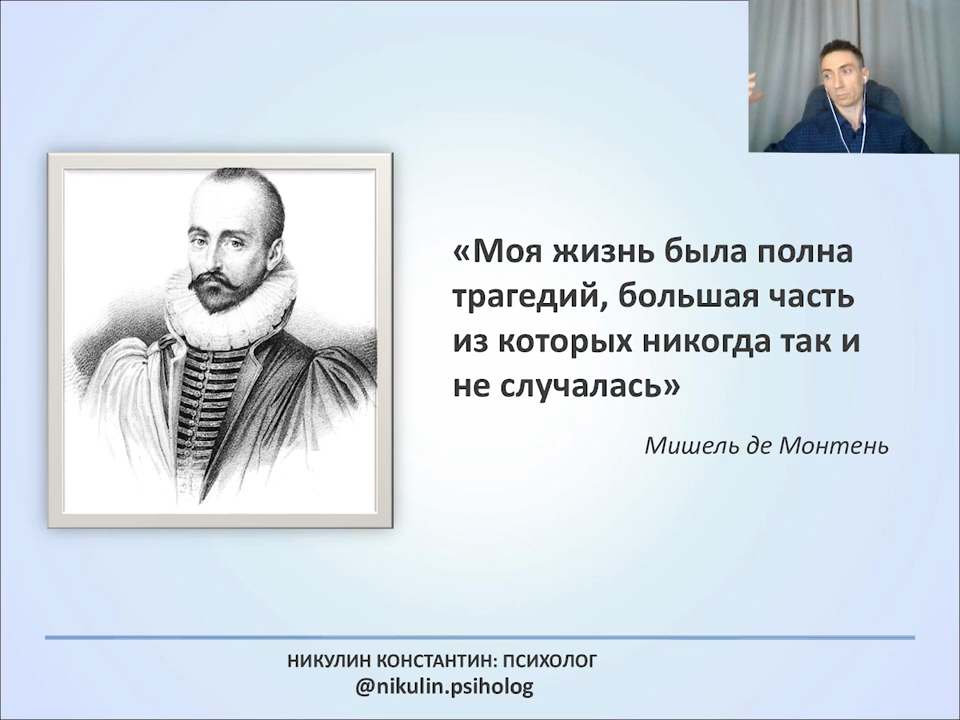 «Моя жизнь была полна
трагедий, большая часть
из которых никогда так и
не случалась»
Мишель де Монтень
НИКУЛИН КОНСТАНТИН: ПСИХОЛОГ
@nikulin.psiholog